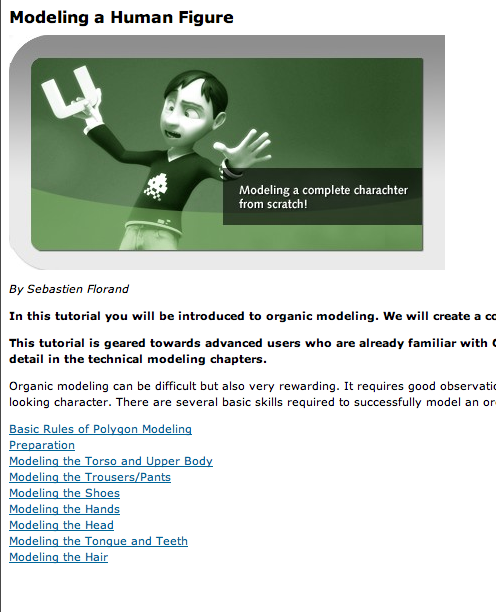 Modeling a Human Figure
Modeling a complete charachter
from scratch!
By Sebastien Florand
In this tutorial you will be introduced to organic modeling. We will create a
This tutorial is geared towards advanced users who are already familiar with
detail in the technical modeling chapters.
Organic modeling can be difficult but also very rewarding. It requires good
looking character. There are several basic skills required to successfully model an
Basic Rules of Polygon Modeling
Preparation
Modeling the Torso and Upper Body
Modeling the Trousers/Pants
Modeling the Shoes
Modeling the Hands
Modeling the Head
Modeling the Tongue and Teeth
Modeling the Hair